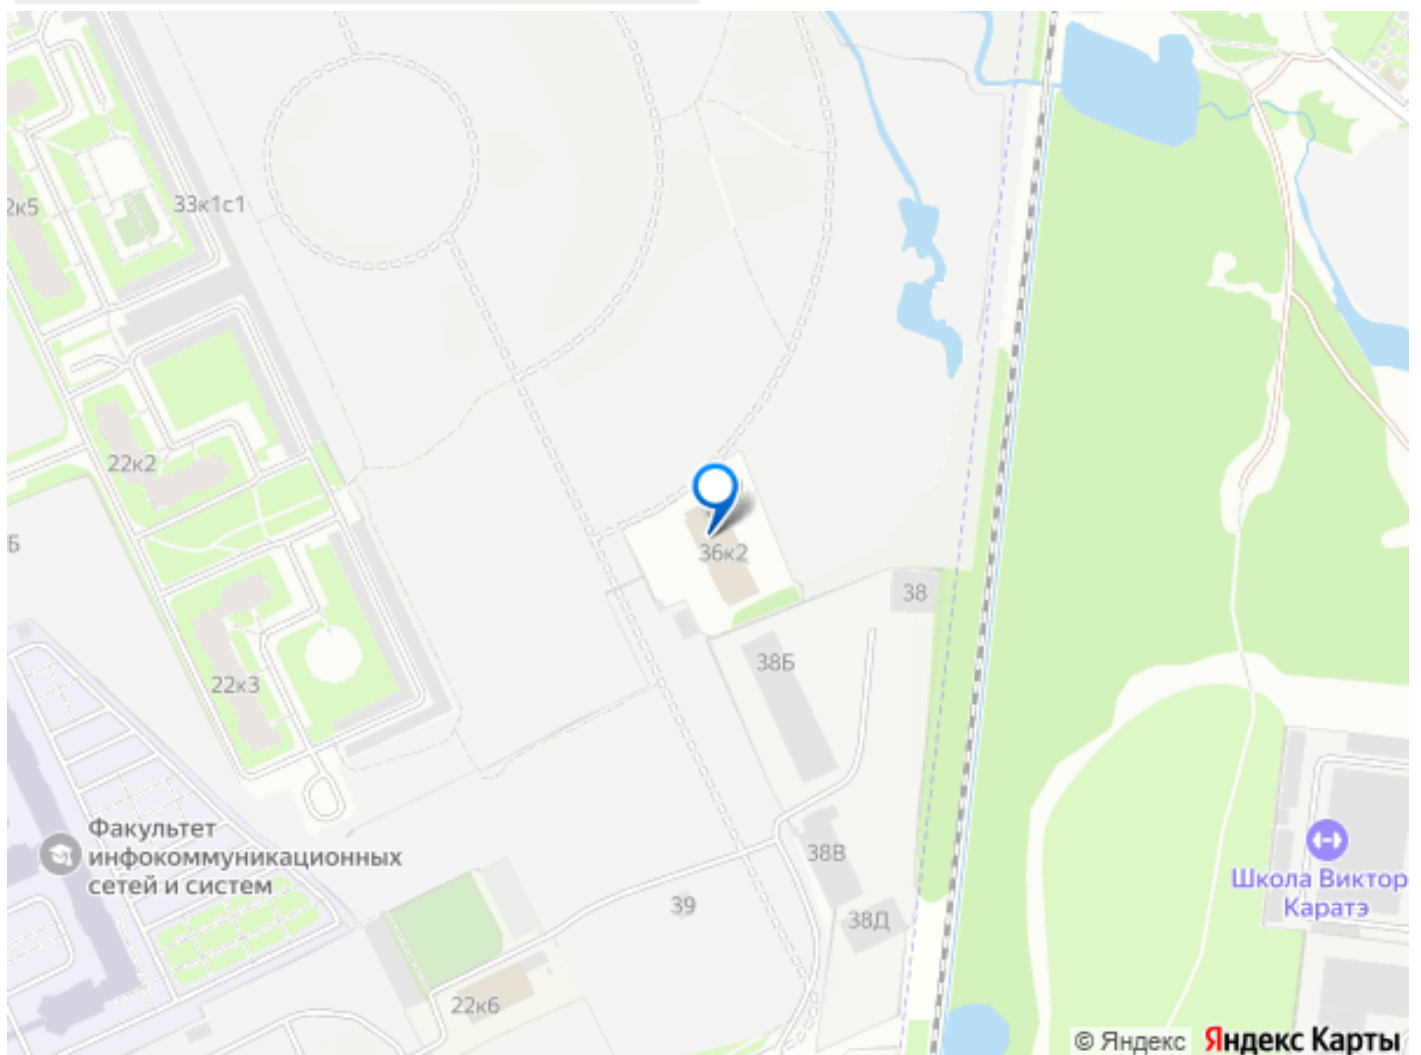 2к5
33к1с1
22к2
Б
36к2
38
38Б
22к3
Факультет
инфокоммуникационных
сетей и систем
38В
Школа Виктор
Каратэ
39
38Д
22к6
© Яндекс Яндекс Карты